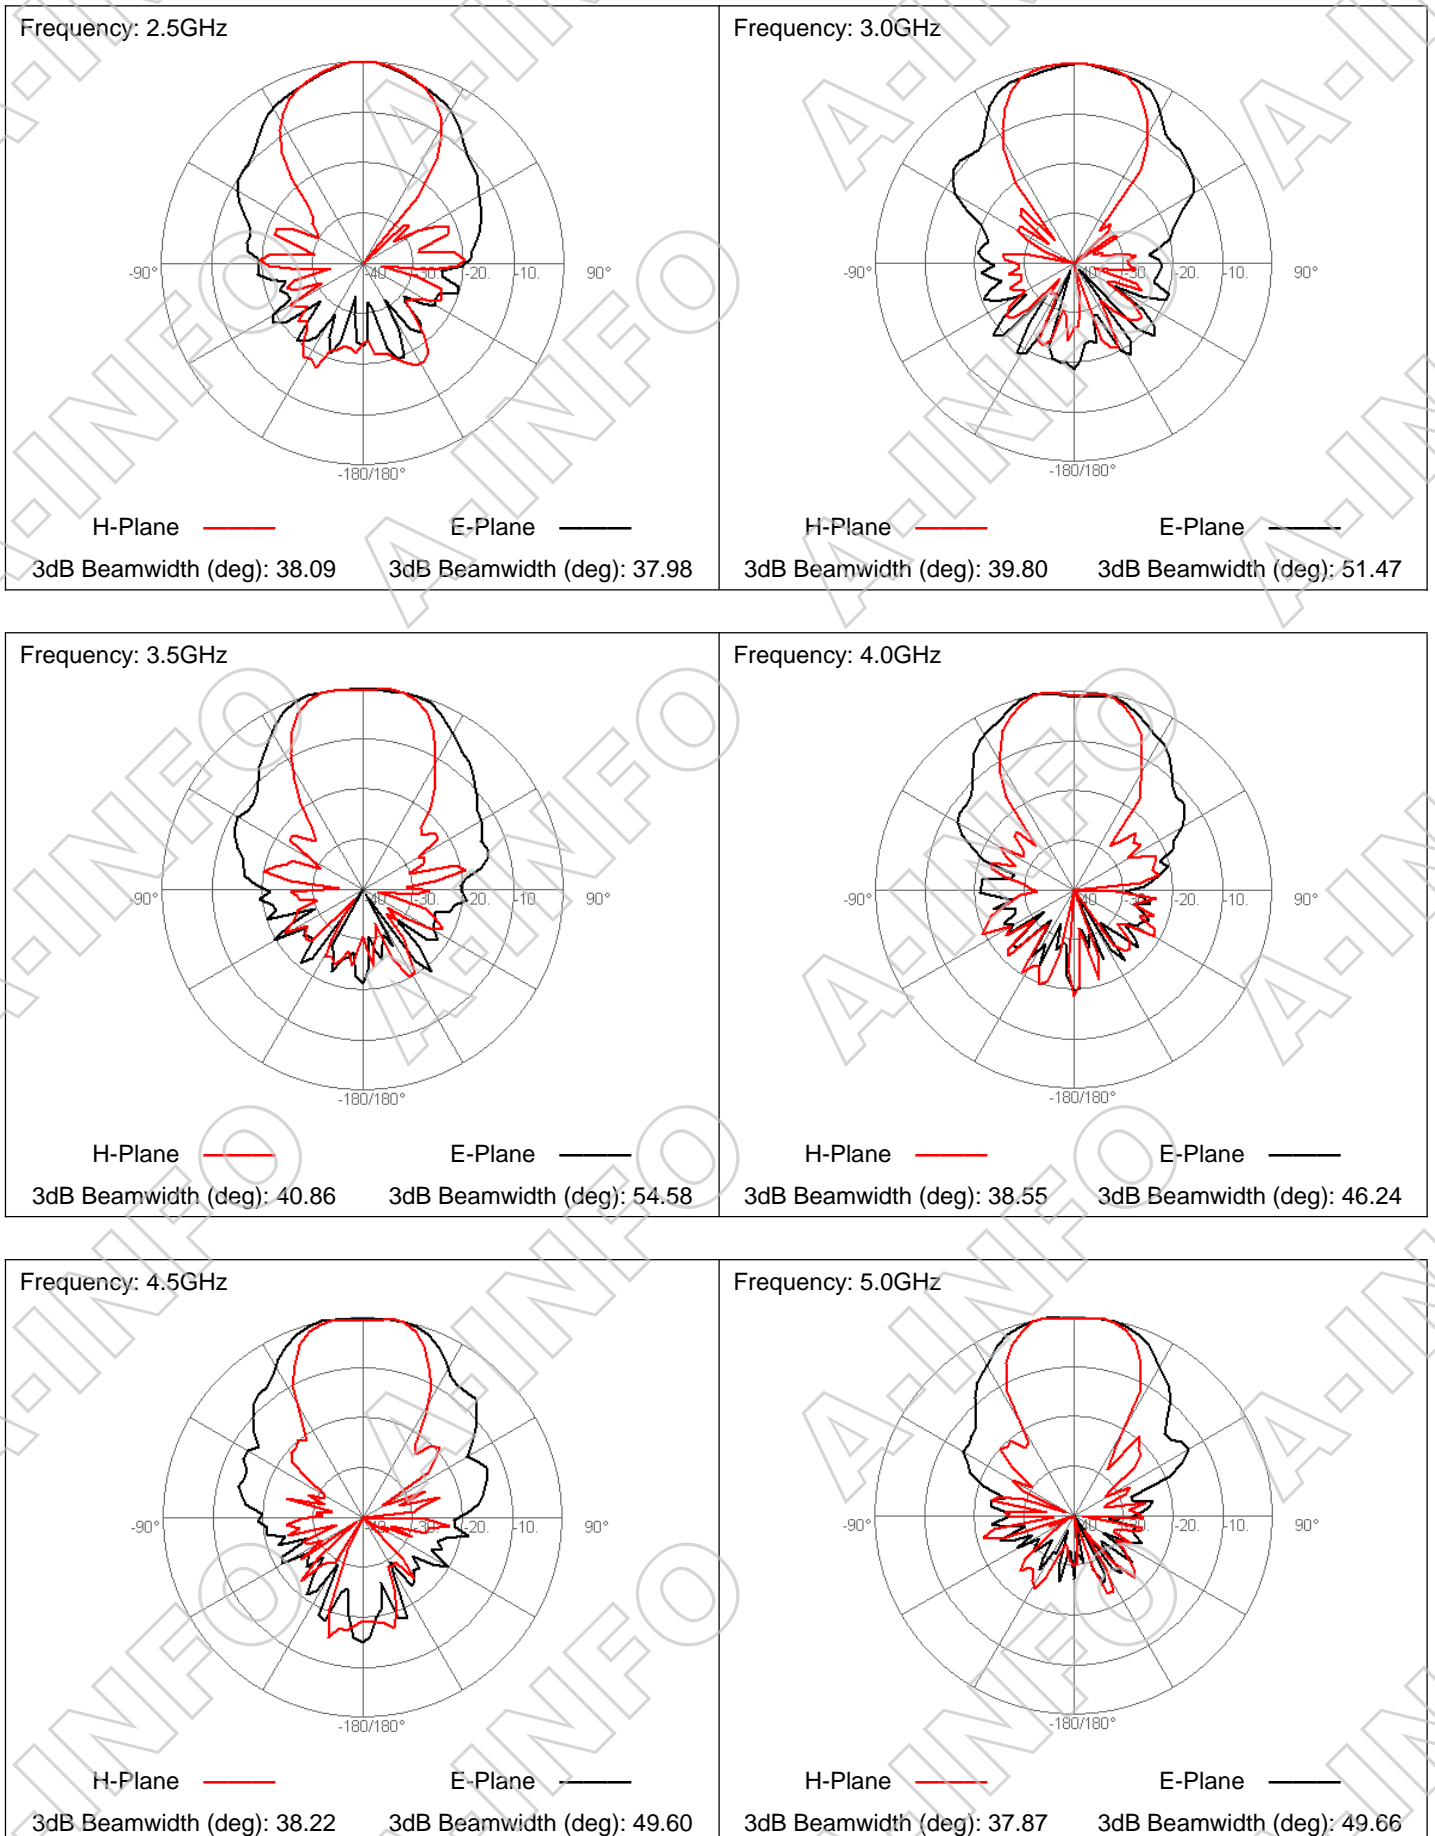 Frequency: 2.5GHz
-90°
-40
-30.
-20.
-10.
90°
-180/180°
H-Plane
E-Plane
3dB Beamwidth (deg): 38.09
3dB Beamwidth (deg): 37.98
Frequency: 3.0GHz
-90°
-40
-30.
-20.
-10.
90°
-180/180°
H-Plane
E-Plane
3dB Beamwidth (deg): 39.80
3dB Beamwidth (deg): 51.47
Frequency: 3.5GHz
-90°
-40
-30.
-20.
-10.
90°
-180/180°
H-Plane
E-Plane
3dB Beamwidth (deg): 40.86
3dB Beamwidth (deg): 54.58
Frequency: 4.0GHz
-90°
-40
-30.
-20.
-10.
90°
-180/180°
H-Plane
E-Plane
3dB Beamwidth (deg): 38.55
3dB Beamwidth (deg): 46.24
Frequency: 4.5GHz
-90°
-40
-30.
-20.
-10.
90°
-180/180°
H-Plane
E-Plane
3dB Beamwidth (deg): 38.22
3dB Beamwidth (deg): 49.60
Frequency: 5.0GHz
-90°
-40
-30.
-20.
-10.
90°
-180/180°
H-Plane
E-Plane
3dB Beamwidth (deg): 37.87
3dB Beamwidth (deg): 49.66
A-INFO